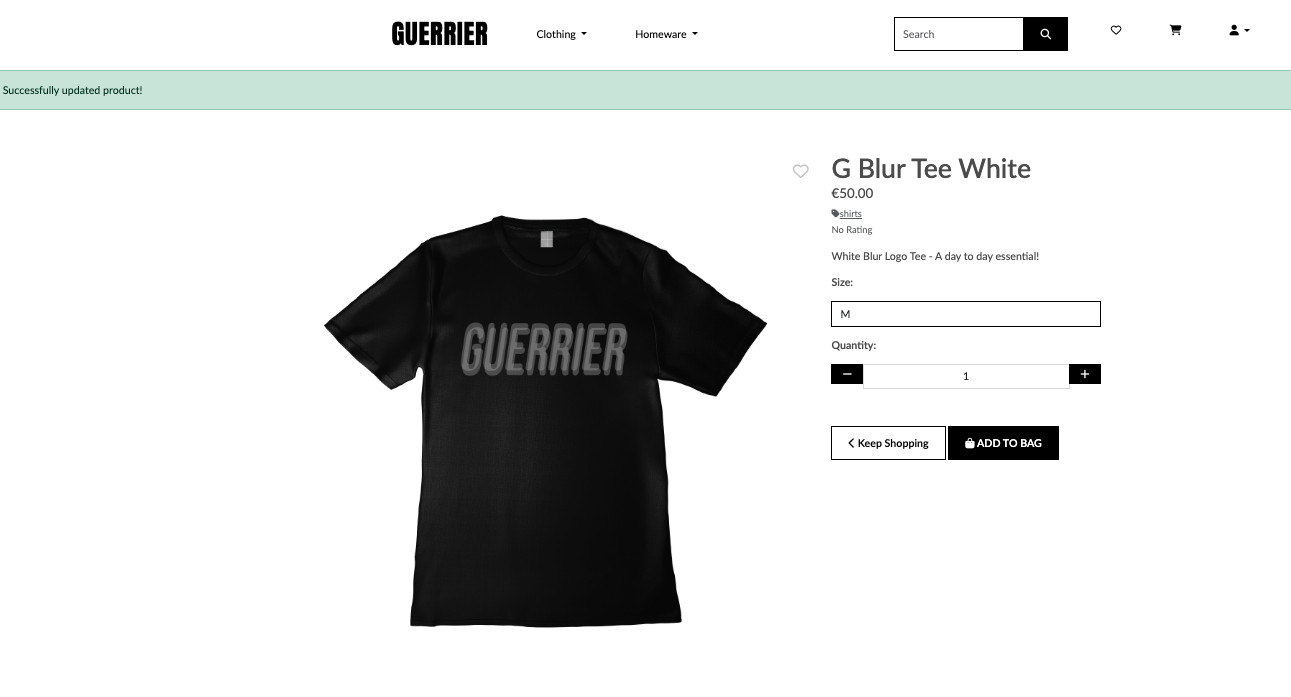 GUERRIER
Clothing
Homeware
Search
Successfully updated product!
G Blur Tee White
€50.00
shirts
No Rating
White Blur Logo Tee - A day to day essential!
Size:
M
Quantity:
1
Keep Shopping
ADD TO BAG
GUERRIER